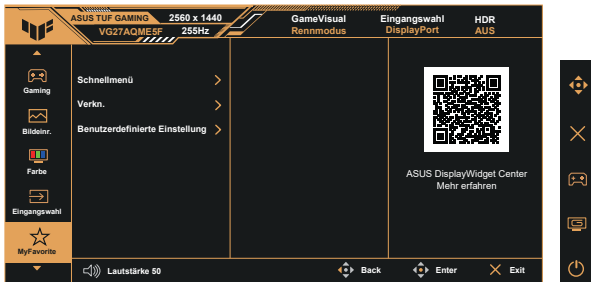 ASUS TUF GAMING 2560 x 1440
VG27AQME5F 255Hz
GameVisual
Rennmodus
Eingangswahl
DisplayPort
HDR
AUS
Gaming
Bildeinr.
Farbe
Eingangswahl
MyFavorite
Schnellmenü
Verkn.
Benutzerdefinierte Einstellung
ASUS DisplayWidget Center
Mehr erfahren
Lautstärke 50
Back
Enter
Exit